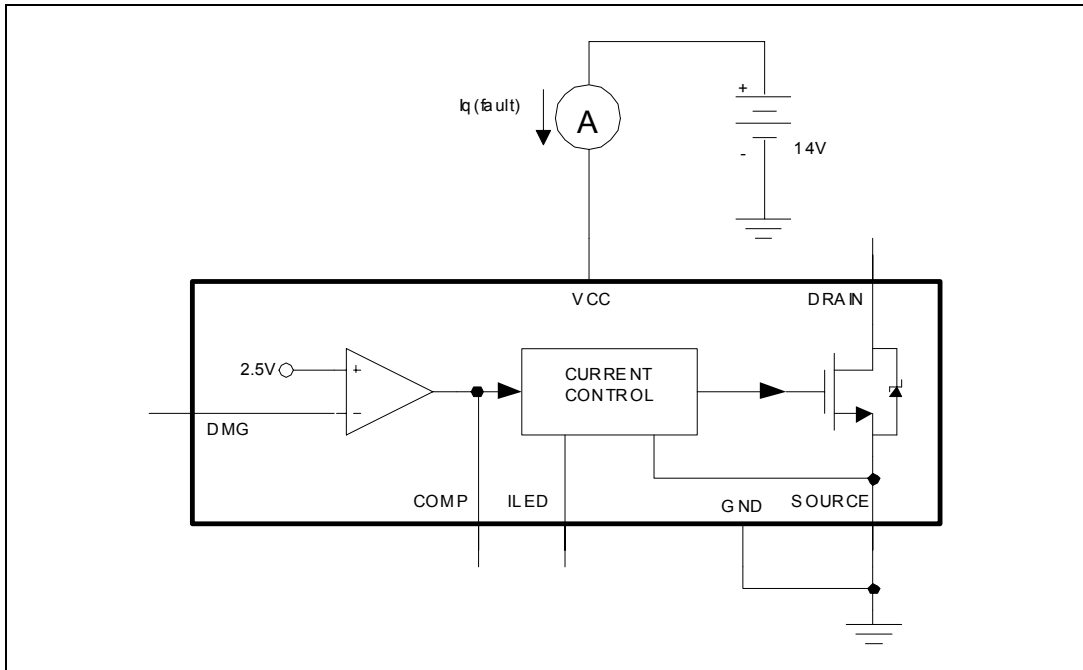 Iq(fault)
A
+
-
14V
VCC
DRAIN
2.5V
+
-
CURRENT
CONTROL
DMG
COMP
ILED
GND
SOURCE